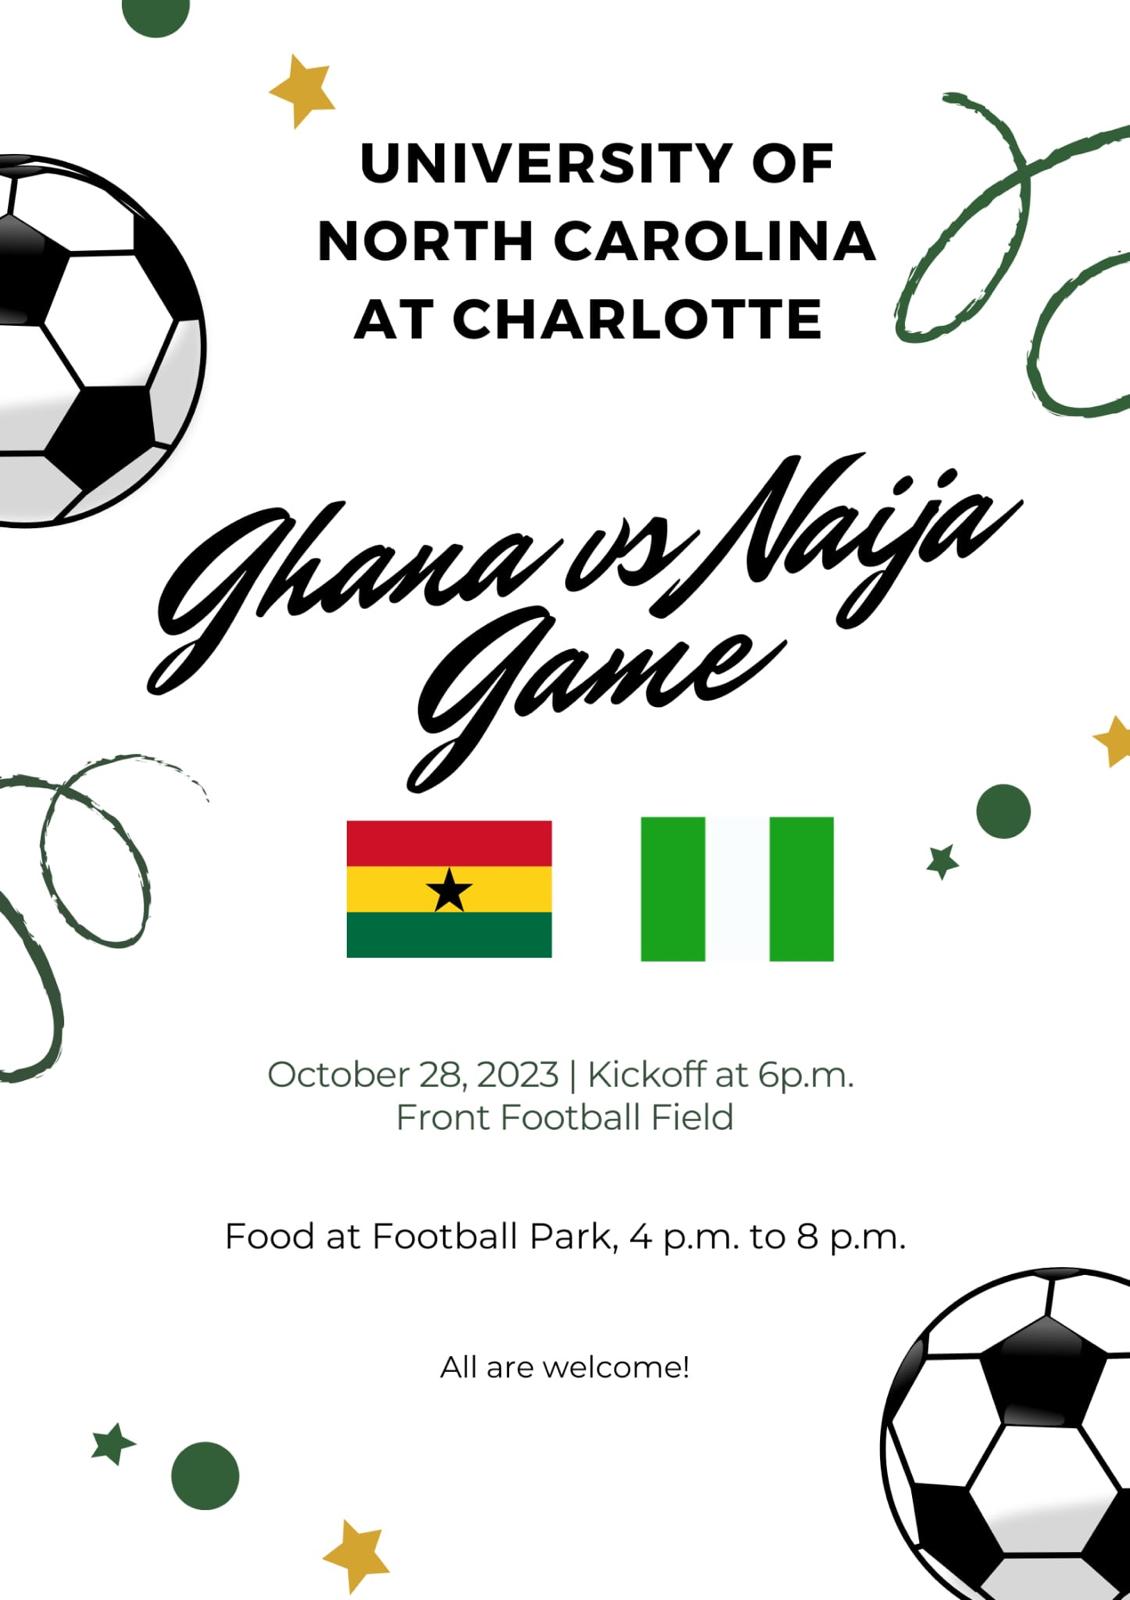 UNIVERSITY OF
NORTH CAROLINA
AT CHARLOTTE
Ghana vs Naija
Game
October 28, 2023 | Kickoff at 6p.m.
Front Football Field
Food at Football Park, 4 p.m. to 8 p.m.
All are welcome!